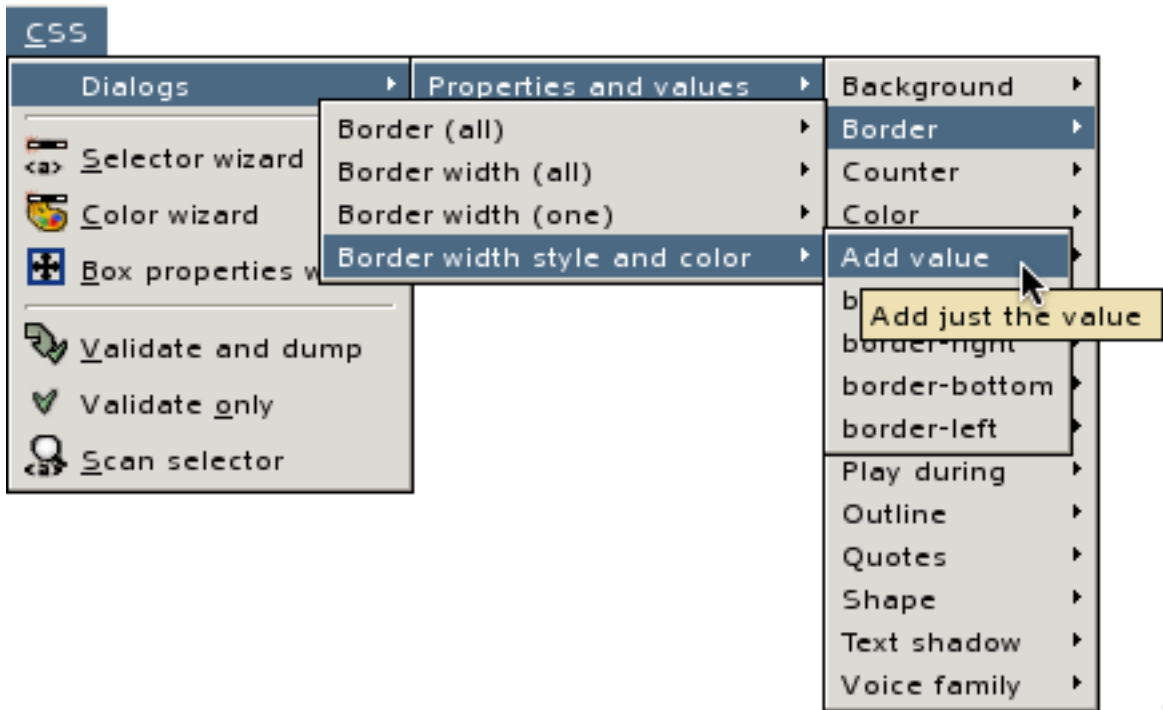 CSS
Dialogs
Selector wizard
<a>
Color wizard
Box properties w
Validate and dump
Validate only
Scan selector
<a>
Properties and values
Border (all)
Border width (all)
Border width (one)
Border width style and color
Background
Border
Counter
Color
Add value
Add just the value
border-right
border-bottom
border-left
Play during
Outline
Quotes
Shape
Text shadow
Voice family